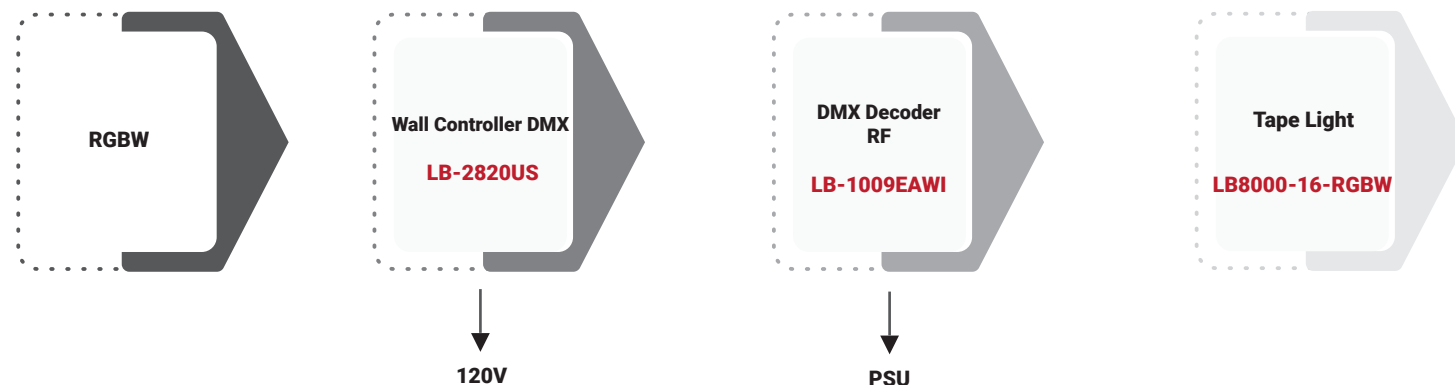 RGBW
Wall Controller DMX
LB-2820US
120V
DMX Decoder
RF
LB-1009EAWI
PSU
Tape Light
LB8000-16-RGBW